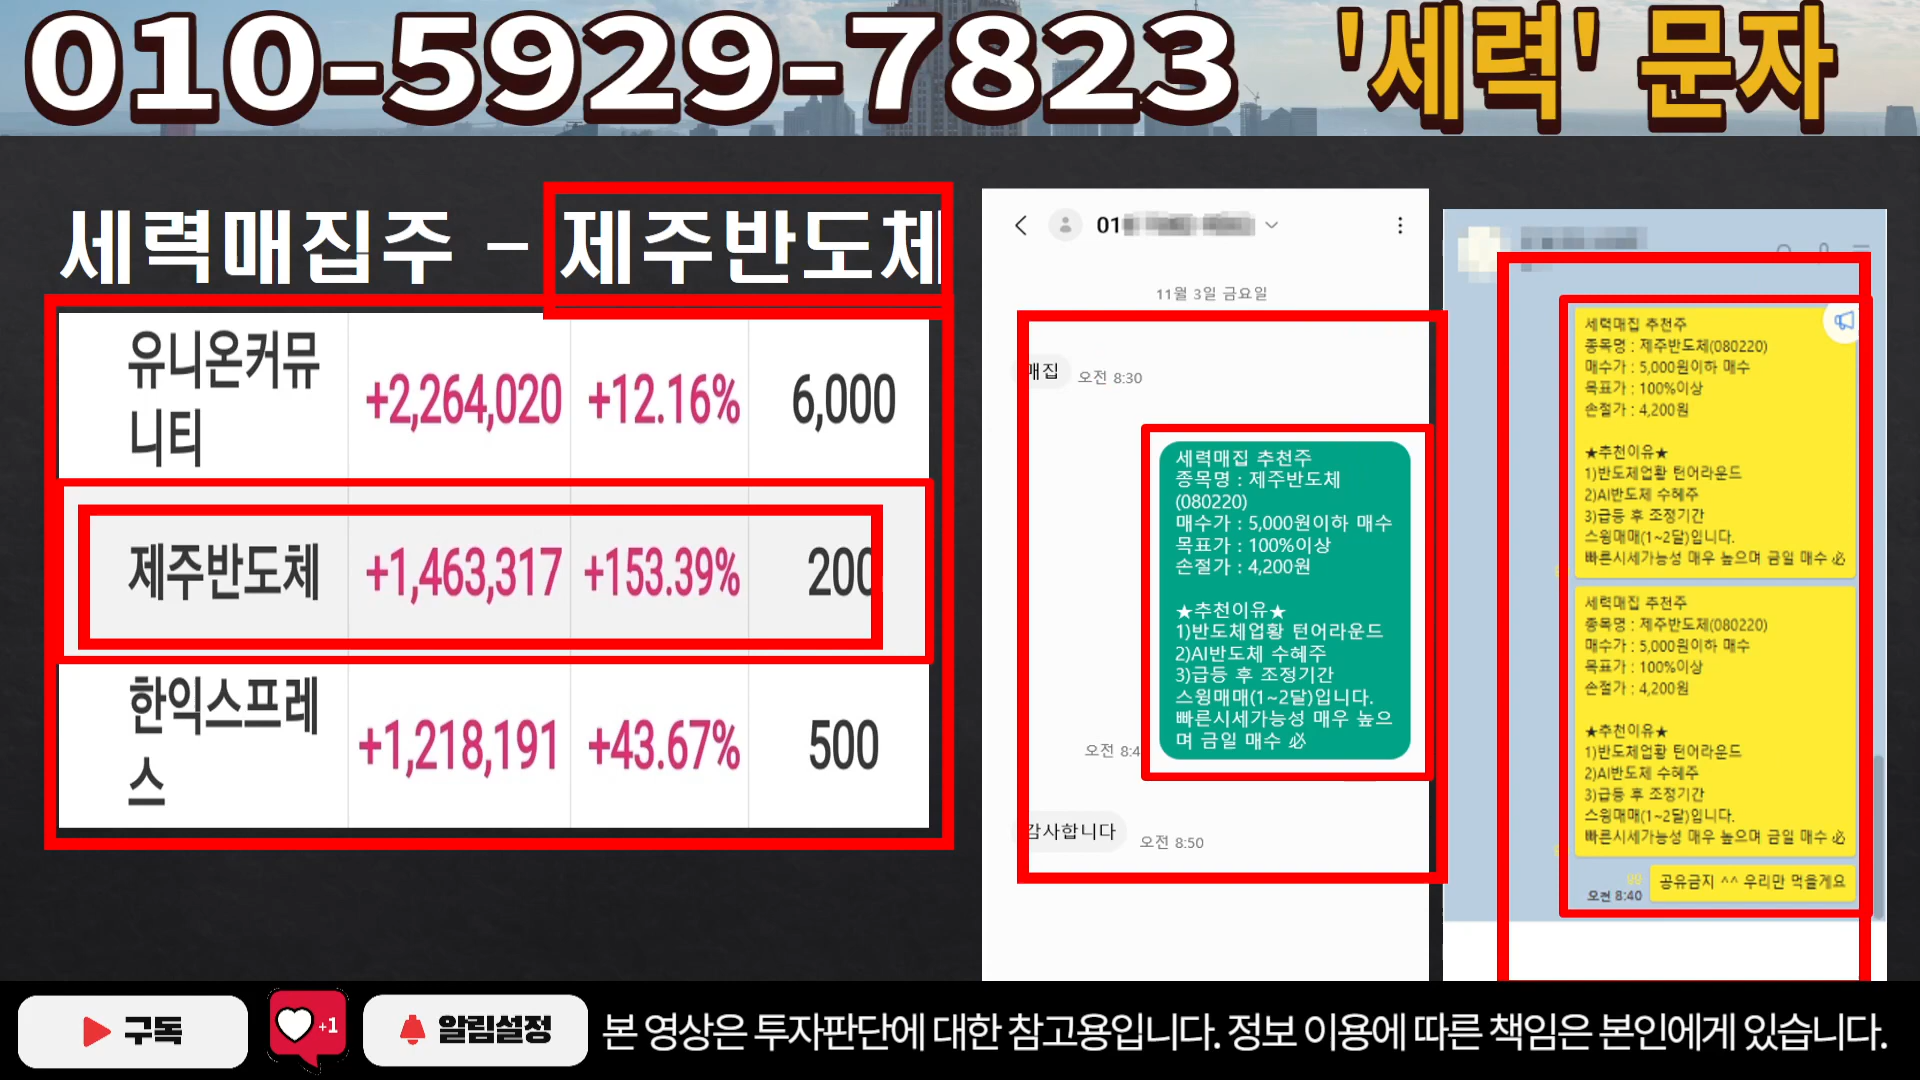 010-5929-7823 '세력' 문자
세력매집주 - 제주반도체
유니온커뮤
니티
+2,264,020 +12.16% 6,000
제주반도체 +1,463,317 +153.39% 200
한익스프레
스
+1,218,191 +43.67% 500
01
11월 3일 금요일
매집 오전 8:30
세력매집 추천주
종목명 : 제주반도체
(080220)
매수가 : 5,000원이하 매수
목표가 : 100%이상
손절가 : 4,200원
★추천이유★
1)반도체업황 턴어라운드
2)AI반도체 수혜주
3)급등 후 조정기간
스윙매매(1~2달)입니다.
빠른시세가능성 매우 높으
며 금일 매수 必
오전 8:4
감사합니다 오전 8:50
세력매집 추천주
종목명 : 제주반도체(080220)
매수가 : 5,000원이하 매수
목표가 : 100%이상
손절가 : 4,200원
★추천이유★
1)반도체업황 턴어라운드
2)AI반도체 수혜주
3)급등 후 조정기간
스윙매매(1~2달)입니다.
빠른시세가능성 매우 높으며 금일 매수 必
세력매집 추천주
종목명 : 제주반도체(080220)
매수가 : 5,000원이하 매수
목표가 : 100%이상
손절가 : 4,200원
★추천이유★
1)반도체업황 턴어라운드
2)AI반도체 수혜주
3)급등 후 조정기간
스윙매매(1~2달)입니다.
빠른시세가능성 매우 높으며 금일 매수 必
오전 8:40 공유금지 ^^ 우리만 먹을게요
구독 +1 알림설정 본 영상은 투자판단에 대한 참고용입니다. 정보 이용에 따른 책임은 본인에게 있습니다.